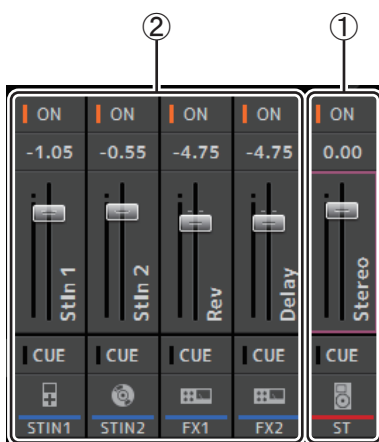 ② ①
ON ON ON ON ON
-1.05 -0.55 -4.75 -4.75 0.00
StIn 1 StIn 2 Rev Delay Stereo
CUE CUE CUE CUE CUE
STIN1 STIN2 FX1 FX2 ST